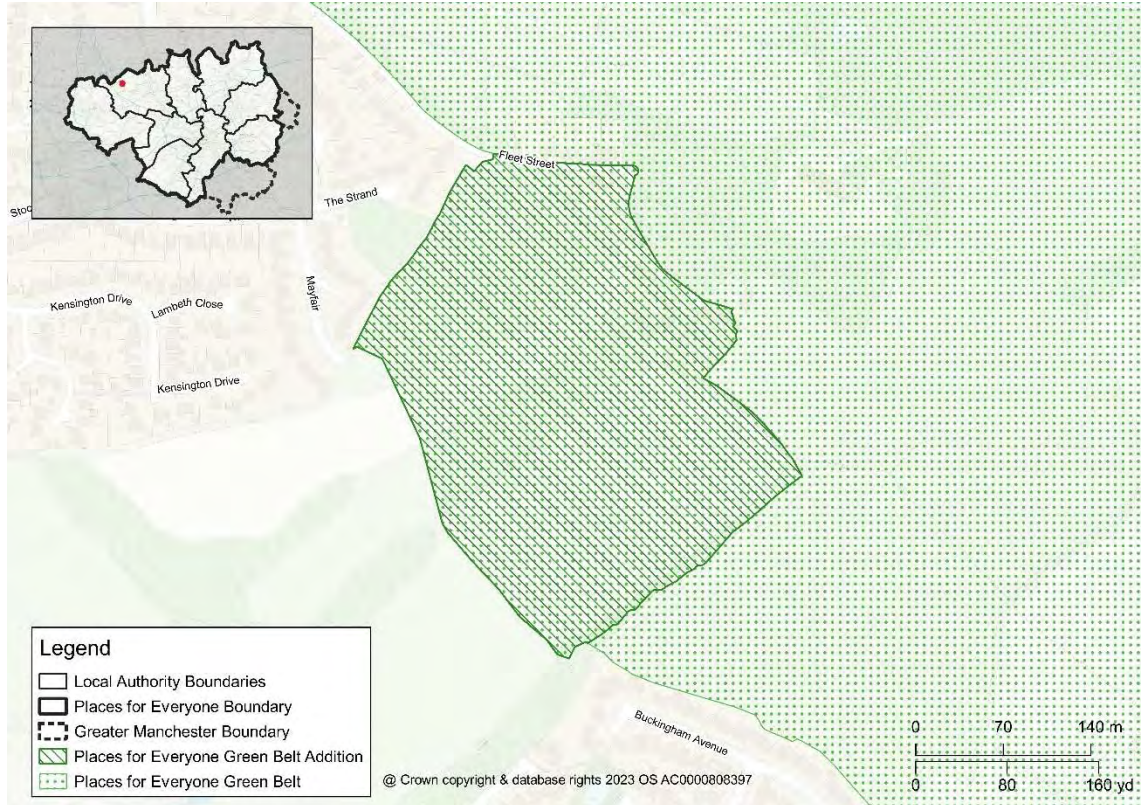 Fleet Street
The Strand
Mayfair
Kensington Drive
Lambeth Close
Kensington Drive
Buckingham Avenue
Legend
Local Authority Boundaries
Places for Everyone Boundary
Greater Manchester Boundary
Places for Everyone Green Belt Addition
Places for Everyone Green Belt
@ Crown copyright & database rights 2023 OS AC0000808397
0 70 140 m
0 80 160 yd